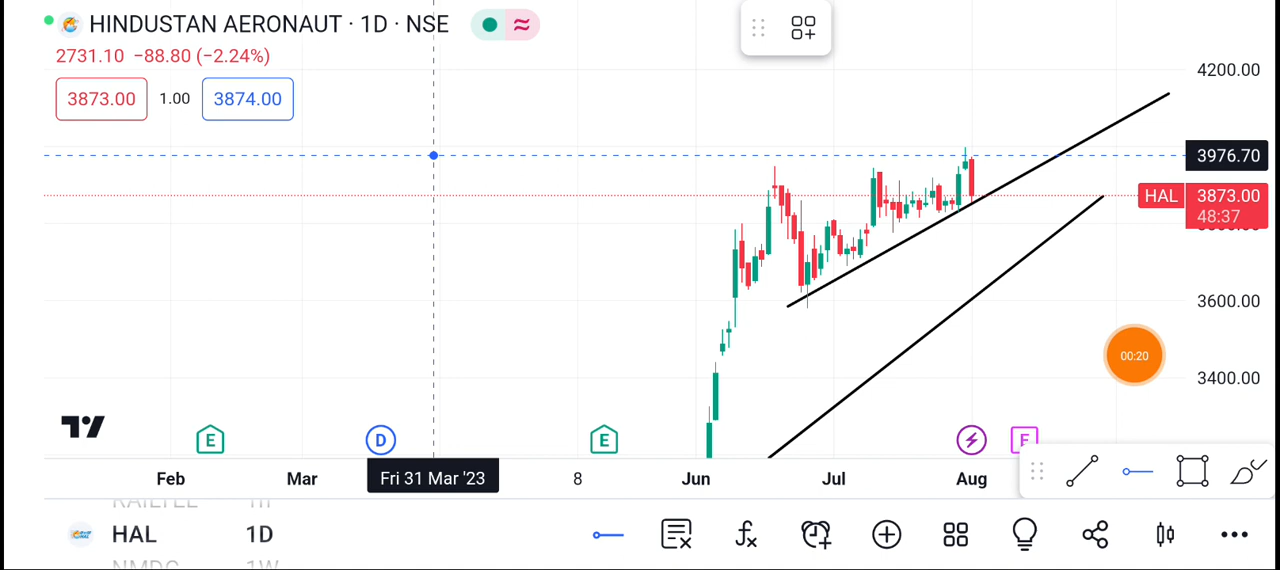 HINDUSTAN AERONAUT · 1D · NSE
2731.10 −88.80 (−2.24%)
3873.00 1.00 3874.00
4200.00
3976.70
HAL 3873.00
48:37
3600.00
00:20
3400.00
E D E E
Feb Mar Fri 31 Mar '23 8 Jun Jul Aug
HAL 1D